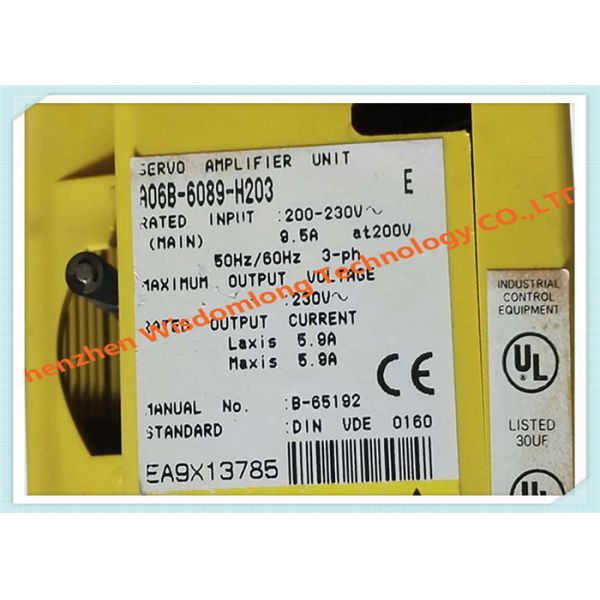 SERVO AMPLIFIER UNIT
A06B-6089-H203 E
RATED INPUT :200-230V~
(MAIN) 9.5A at200V
50Hz/60Hz 3-ph
MAXIMUM OUTPUT VOLTAGE
:230V~
RATED OUTPUT CURRENT
Laxis 5.9A
Maxis 5.9A
CE
MANUAL No. :B-65192
STANDARD :DIN VDE 0160
EA9X13785
INDUSTRIAL
CONTROL
EQUIPMENT
UL
LISTED
30UF
UL
henzhen Wisdomlong Technology CO.,LTD